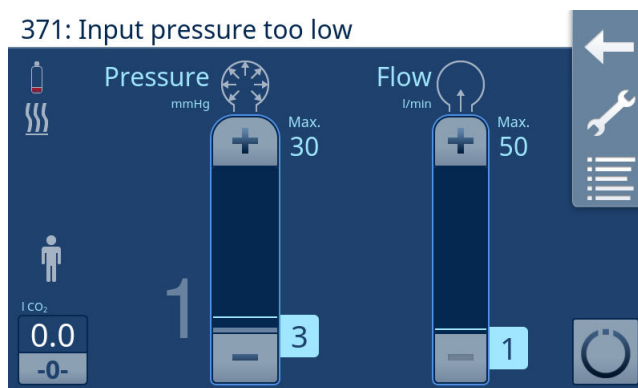 371: Input pressure too low
Pressure
mmHg
Max.
30
Flow
l/min
Max.
50
1
3
1
l CO₂
0.0
-0-